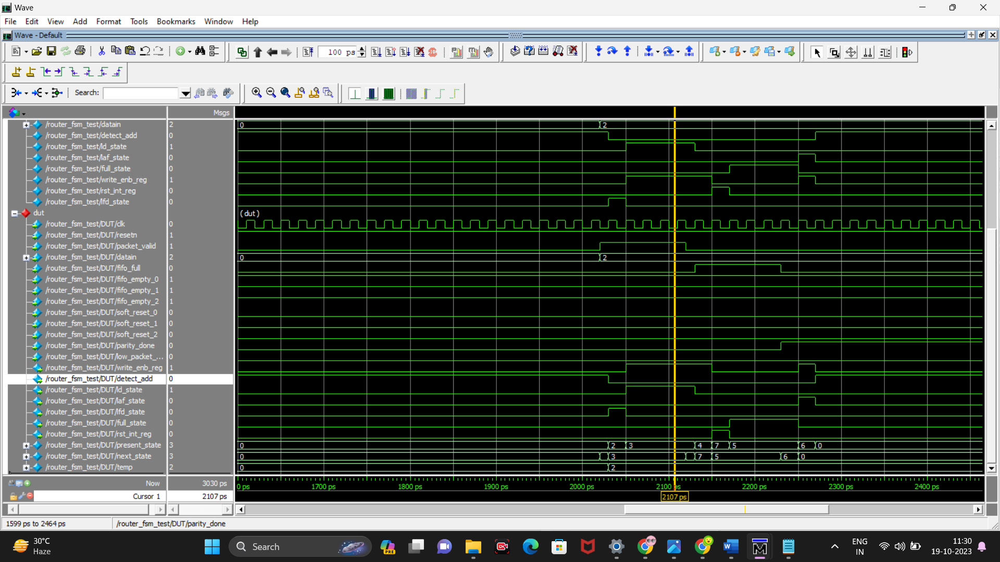 Wave
File Edit View Add Format Tools Bookmarks Window Help
Wave - Default
100 ps
Search:
Msgs
/router_fsm_test/datain 2 0 2
/router_fsm_test/detect_add 0
/router_fsm_test/ld_state 1
/router_fsm_test/laf_state 0
/router_fsm_test/full_state 0
/router_fsm_test/write_enb_reg 1
/router_fsm_test/rst_int_reg 0
/router_fsm_test/lfd_state 0
dut (dut)
/router_fsm_test/DUT/clk 0
/router_fsm_test/DUT/resetn 1
/router_fsm_test/DUT/packet_valid 1
/router_fsm_test/DUT/datain 2 0 2
/router_fsm_test/DUT/fifo_full 0
/router_fsm_test/DUT/fifo_empty_0 1
/router_fsm_test/DUT/fifo_empty_1 1
/router_fsm_test/DUT/fifo_empty_2 1
/router_fsm_test/DUT/soft_reset_0 0
/router_fsm_test/DUT/soft_reset_1 0
/router_fsm_test/DUT/soft_reset_2 0
/router_fsm_test/DUT/parity_done 0
/router_fsm_test/DUT/low_packet_... 0
/router_fsm_test/DUT/write_enb_reg 1
/router_fsm_test/DUT/detect_add 0
/router_fsm_test/DUT/ld_state 1
/router_fsm_test/DUT/laf_state 0
/router_fsm_test/DUT/lfd_state 0
/router_fsm_test/DUT/full_state 0
/router_fsm_test/DUT/rst_int_reg 0
/router_fsm_test/DUT/present_state 3 0 2 3 4 7 5 6 0
/router_fsm_test/DUT/next_state 3 0 3 7 5 6 0
/router_fsm_test/DUT/temp 2 0 2
Now 3030 ps 0 ps 1700 ps 1800 ps 1900 ps 2000 ps 2100 ps 2200 ps 2300 ps 2400 ps
Cursor 1 2107 ps 2107 ps
1599 ps to 2464 ps /router_fsm_test/DUT/parity_done
30°C
Haze
Search
PRE
ENG
IN
11:30
19-10-2023